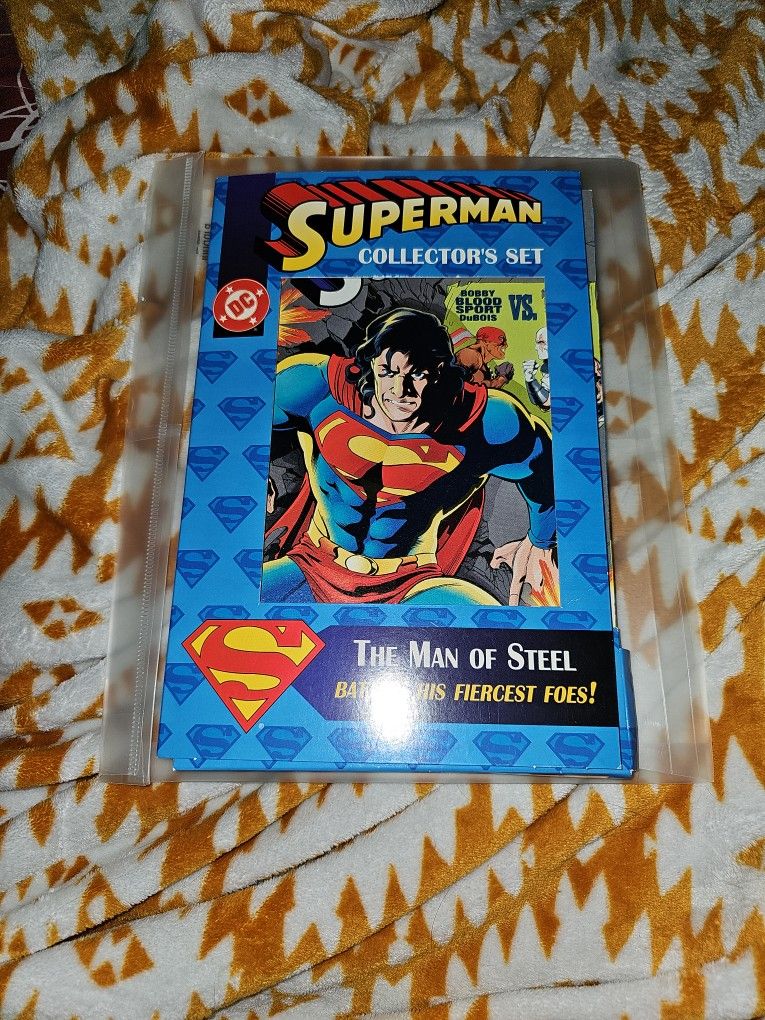 SUPERMAN
COLLECTOR'S SET
DC
BOBBY
BLOOD
SPORT
DuBOIS
VS.
S
THE MAN OF STEEL
HIS FIERCEST FOES!